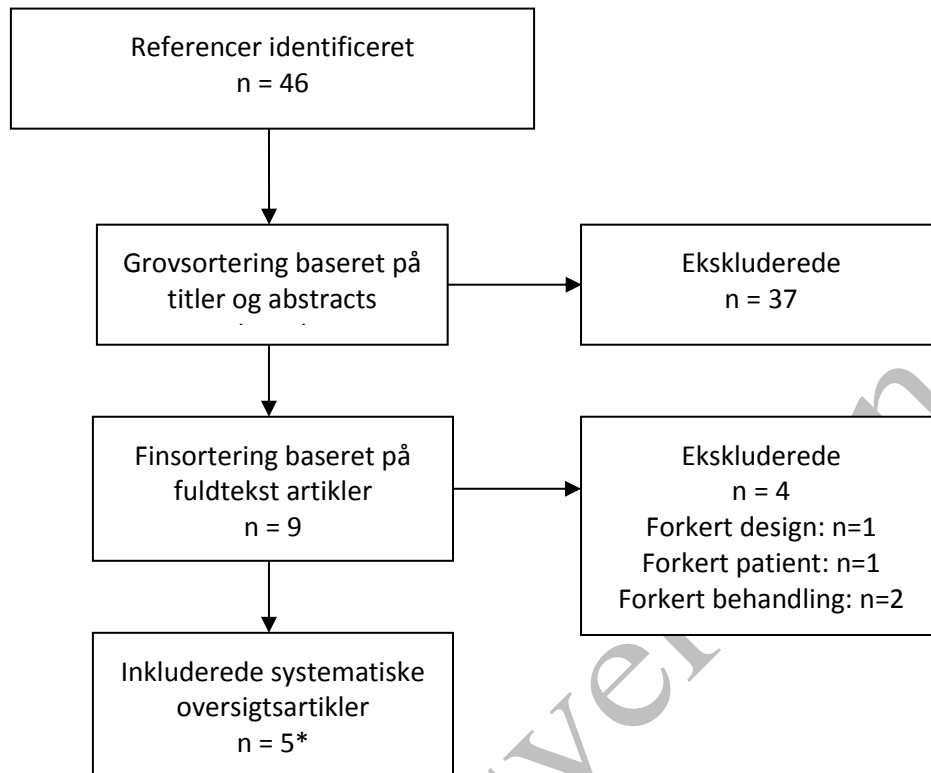 Referencer identificeret
n = 46
Grovsortering baseret på
titler og abstracts
Ekskluderede
n = 37
Finsortering baseret på
fuldtekst artikler
n = 9
Ekskluderede
n = 4
Forkert design: n=1
Forkert patient: n=1
Forkert behandling: n=2
Inkluderede systematiske
oversigtsartikler
n = 5*